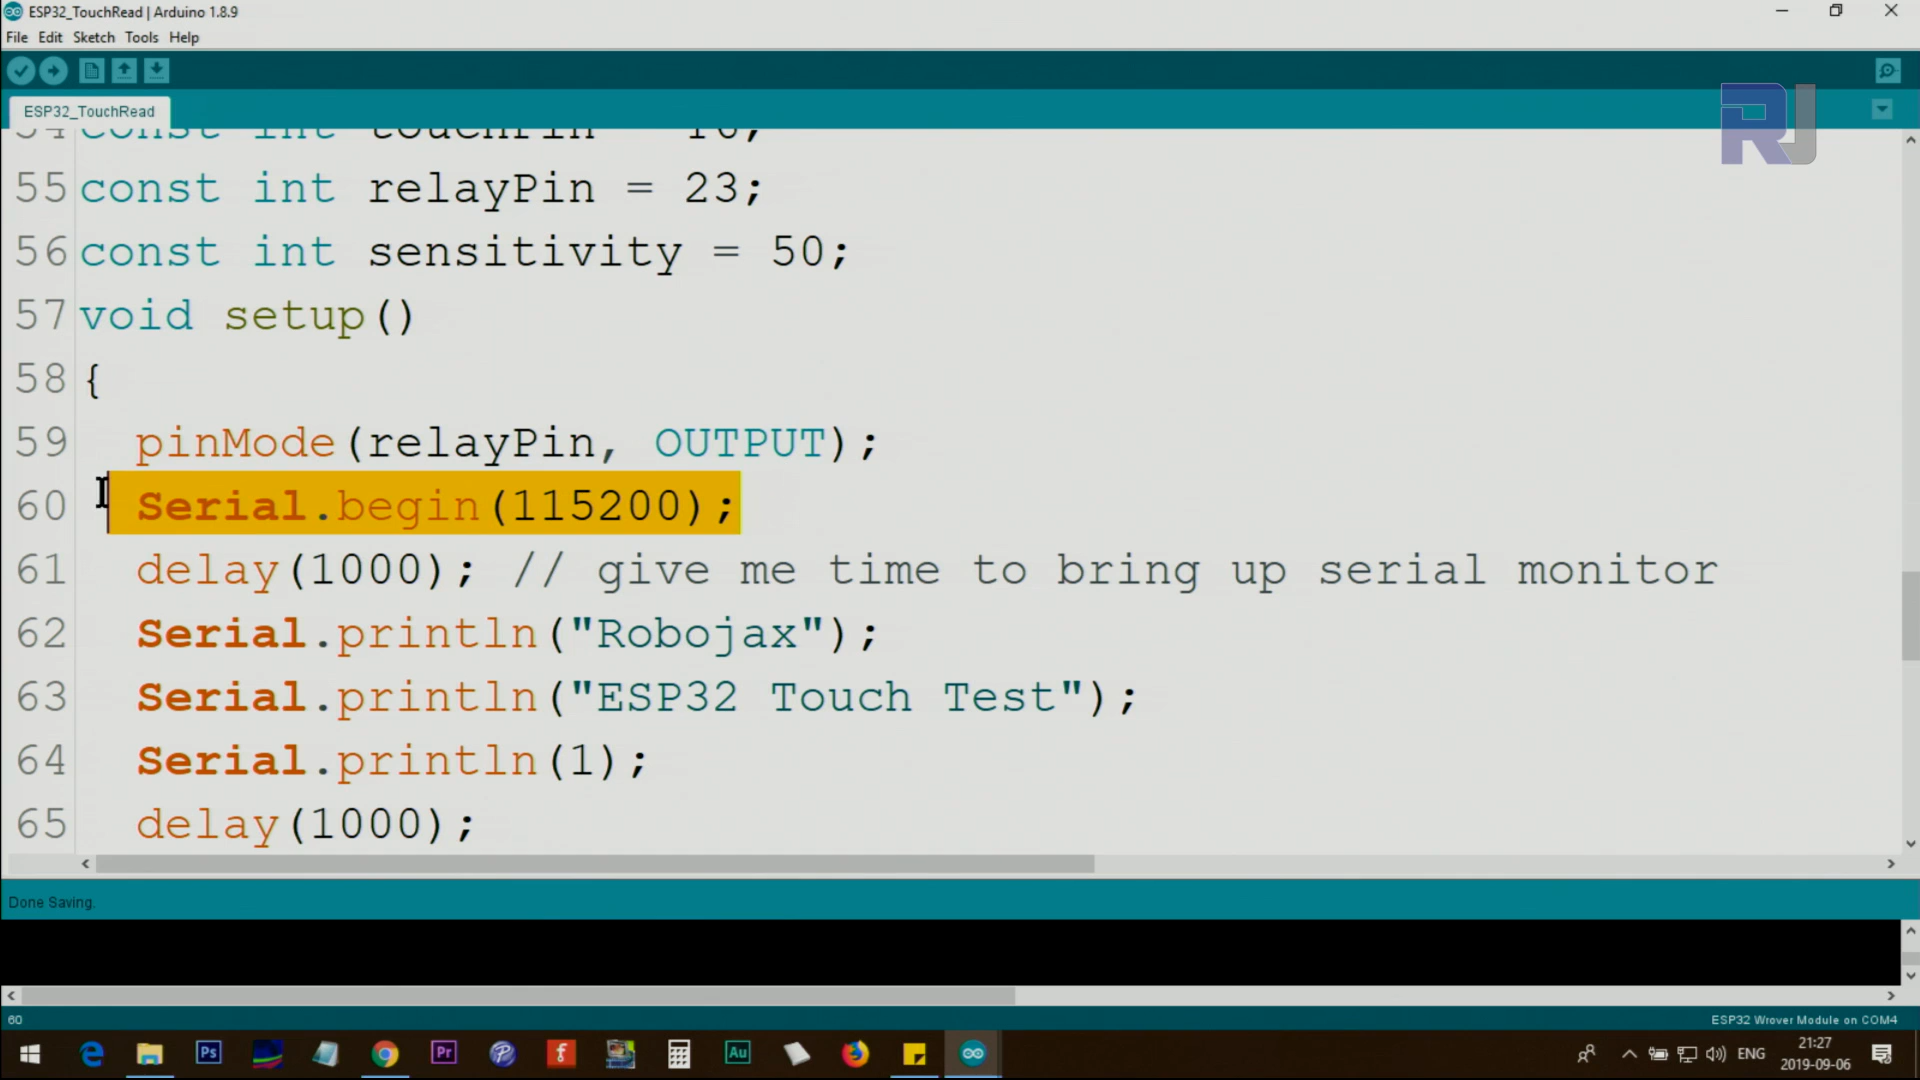 ESP32_TouchRead | Arduino 1.8.9
File Edit Sketch Tools Help
ESP32_TouchRead
RJ
54 const int touchPin = 16;
55 const int relayPin = 23;
56 const int sensitivity = 50;
57 void setup()
58 {
59 pinMode(relayPin, OUTPUT);
60 Serial.begin(115200);
61 delay(1000); // give me time to bring up serial monitor
62 Serial.println("Robojax");
63 Serial.println("ESP32 Touch Test");
64 Serial.println(1);
65 delay(1000);
Done Saving.
60
ESP32 Wrover Module on COM4
Ps Pr Au
ENG
21:27
2019-09-06